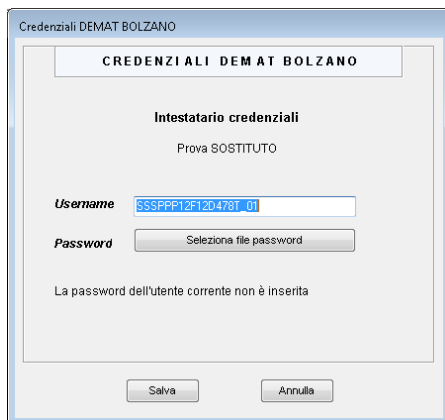 Credenziali DEMAT BOLZANO
CREDENZIALI DEMAT BOLZANO
Intestatario credenziali
Prova SOSTITUTO
Username SSSPPP12F12D478T_01
Password Seleziona file password
La password dell'utente corrente non è inserita
Salva Annulla